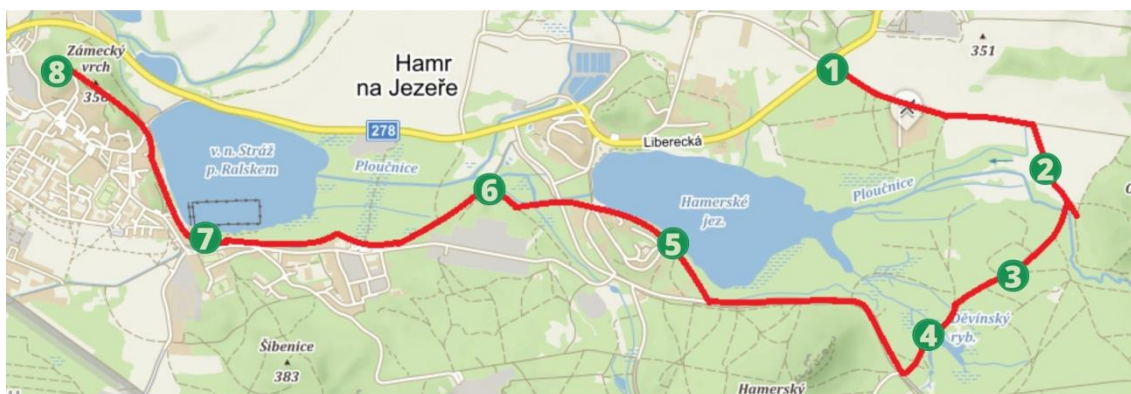 Zámecký
vrch
356
8
Hamr
na Jezeře
278
Liberecká
1
351
v. n. Stráž
p. Ralskem
Ploučnice
6
Hamerské
jez.
Ploučnice
2
7
5
3
4
Děvínský
ryb.
Šibenice
383
Hamerský